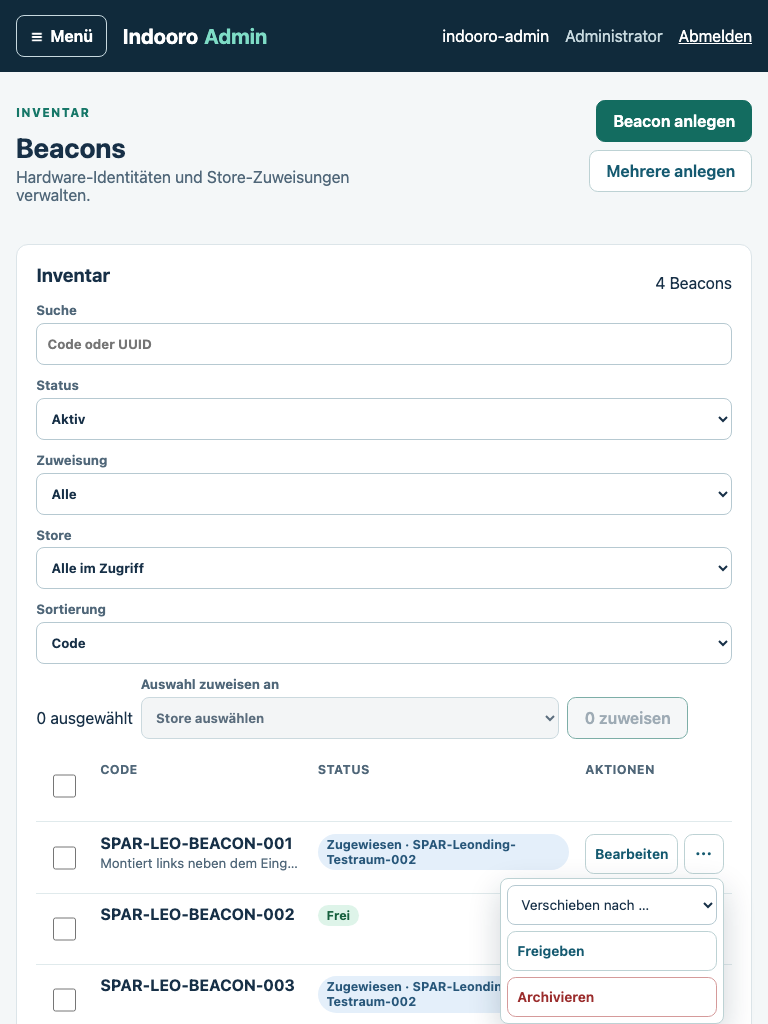 ≡ Menü
Indooro Admin
indooro-admin
Administrator
Abmelden
INVENTAR
Beacons
Hardware-Identitäten und Store-Zuweisungen
verwalten.
Beacon anlegen
Mehrere anlegen
Inventar
4 Beacons
Suche
Code oder UUID
Status
Aktiv
Zuweisung
Alle
Store
Alle im Zugriff
Sortierung
Code
Auswahl zuweisen an
0 ausgewählt
Store auswählen
0 zuweisen
CODE
STATUS
AKTIONEN
SPAR-LEO-BEACON-001
Montiert links neben dem Eing...
Zugewiesen · SPAR-Leonding-
Testraum-002
Bearbeiten
...
Verschieben nach ...
Freigeben
Archivieren
SPAR-LEO-BEACON-002
Frei
SPAR-LEO-BEACON-003
Zugewiesen · SPAR-Leondin
Testraum-002